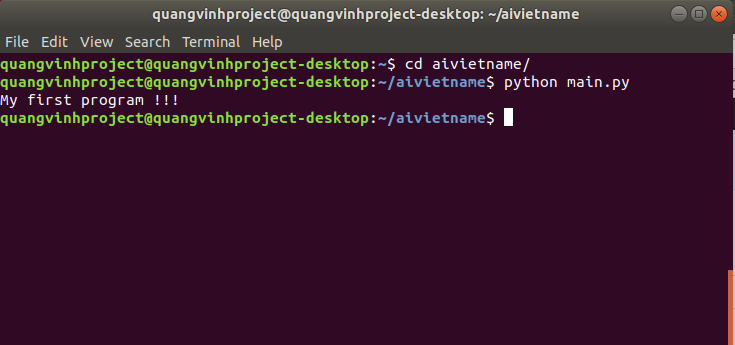 quangvinhproject@quangvinhproject-desktop: ~/aivietname
File Edit View Search Terminal Help
quangvinhproject@quangvinhproject-desktop:~$ cd aivietname/
quangvinhproject@quangvinhproject-desktop:~/aivietname$ python main.py
My first program !!!
quangvinhproject@quangvinhproject-desktop:~/aivietname$